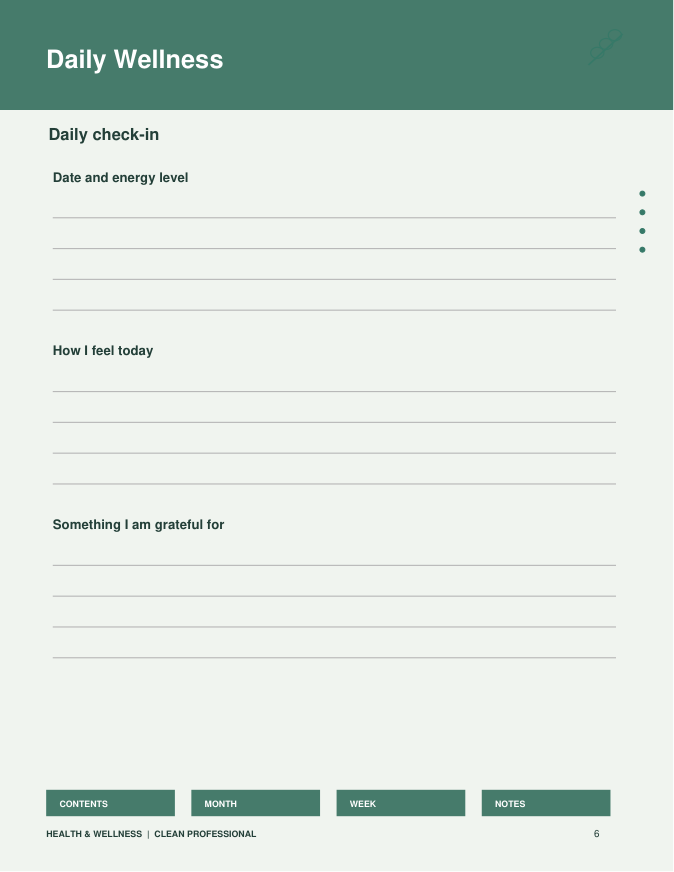 Daily Wellness
Daily check-in
Date and energy level
How I feel today
Something I am grateful for
CONTENTS MONTH WEEK NOTES
HEALTH & WELLNESS | CLEAN PROFESSIONAL 6